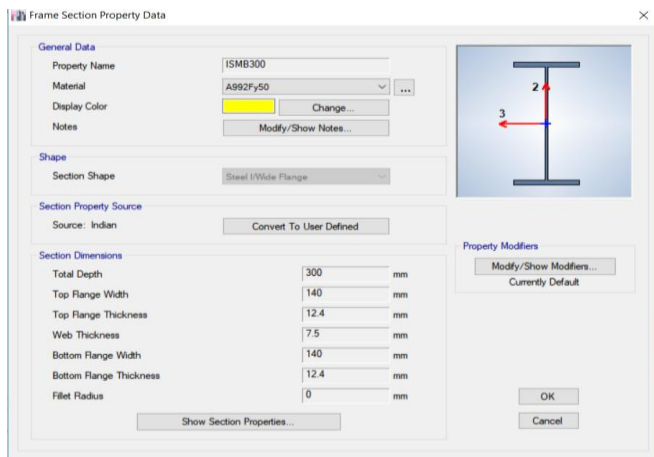 Frame Section Property Data
General Data
Property Name ISMB300
Material A992Fy50 ...
Display Color Change...
Notes Modify/Show Notes...
Shape
Section Shape Steel I/Wide Flange
Section Property Source
Source: Indian Convert To User Defined
Section Dimensions
Total Depth 300 mm
Top Flange Width 140 mm
Top Flange Thickness 12.4 mm
Web Thickness 7.5 mm
Bottom Flange Width 140 mm
Bottom Flange Thickness 12.4 mm
Fillet Radius 0 mm
Show Section Properties...
2
3
Property Modifiers
Modify/Show Modifiers...
Currently Default
OK
Cancel